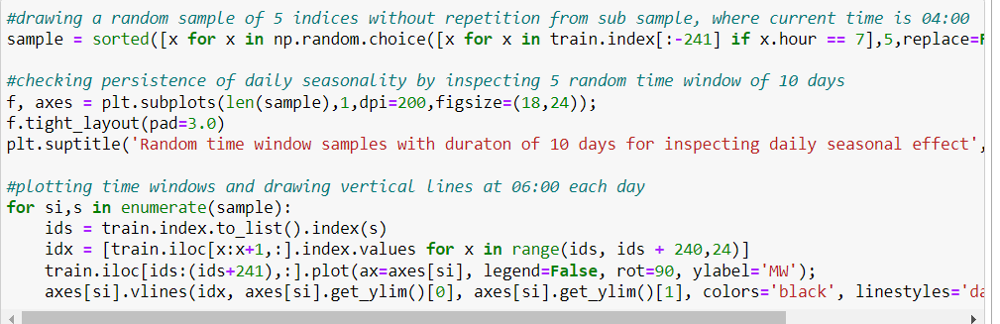 #drawing a random sample of 5 indices without repetition from sub sample, where current time is 04:00
sample = sorted([x for x in np.random.choice([x for x in train.index[:-241] if x.hour == 7],5,replace=F
#checking persistence of daily seasonality by inspecting 5 random time window of 10 days
f, axes = plt.subplots(len(sample),1,dpi=200,figsize=(18,24));
f.tight_layout(pad=3.0)
plt.suptitle('Random time window samples with duraton of 10 days for inspecting daily seasonal effect',
#plotting time windows and drawing vertical lines at 06:00 each day
for si,s in enumerate(sample):
    ids = train.index.to_list().index(s)
    idx = [train.iloc[x:x+1,:].index.values for x in range(ids, ids + 240,24)]
    train.iloc[ids:(ids+241),:].plot(ax=axes[si], legend=False, rot=90, ylabel='MW');
    axes[si].vlines(idx, axes[si].get_ylim()[0], axes[si].get_ylim()[1], colors='black', linestyles='da